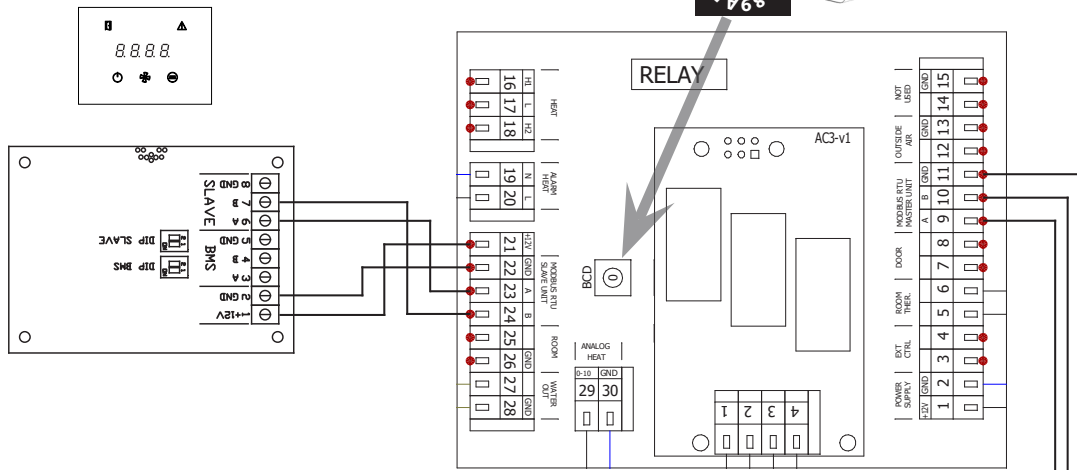 8.8.8.8.
8 GND
7 B
6 A
SLAVE
5 GND
4 B
3 A
BMS
2 GND
1 +12V
DIP SLAVE
DIP BMS
RELAY
AC3-v1
BCD
0
16 H1
17 L
18 H2
HEAT
19 N
20 L
ALARM
HEAT
21 +12V
22 GND
23 A
24 B
MODBUS RTU
SLAVE UNIT
25
26 GND
ROOM
27
28 GND
WATER
OUT
ANALOG
HEAT
0-10 GND
29 30
1 2 3 4
NOT
USED
GND 15
14
OUTSIDE
AIR
GND 13
12
MODBUS RTU
MASTER UNIT
GND 11
B 10
A 9
DOOR
8
7
ROOM
THER.
6
5
EXT
CTRL
4
3
POWER
SUPPLY
GND 2
+12V 1